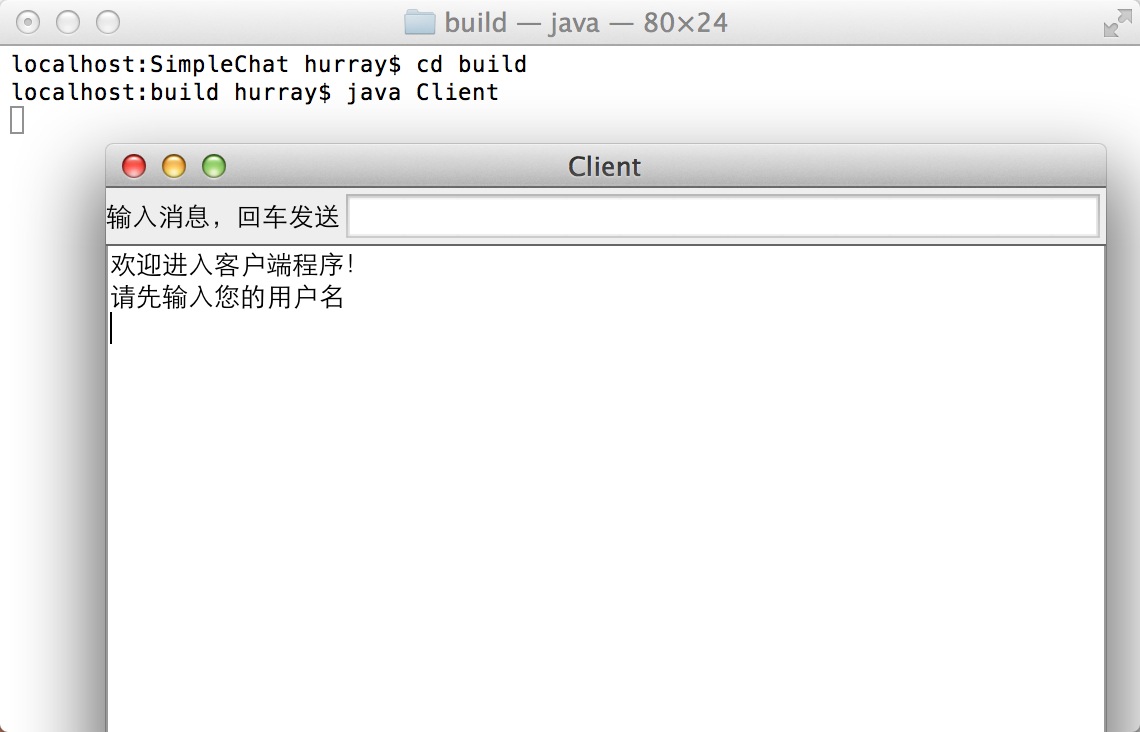 build — java — 80×24
localhost:SimpleChat hurray$ cd build
localhost:build hurray$ java Client
Client
输入消息，回车发送
欢迎进入客户端程序！
请先输入您的用户名